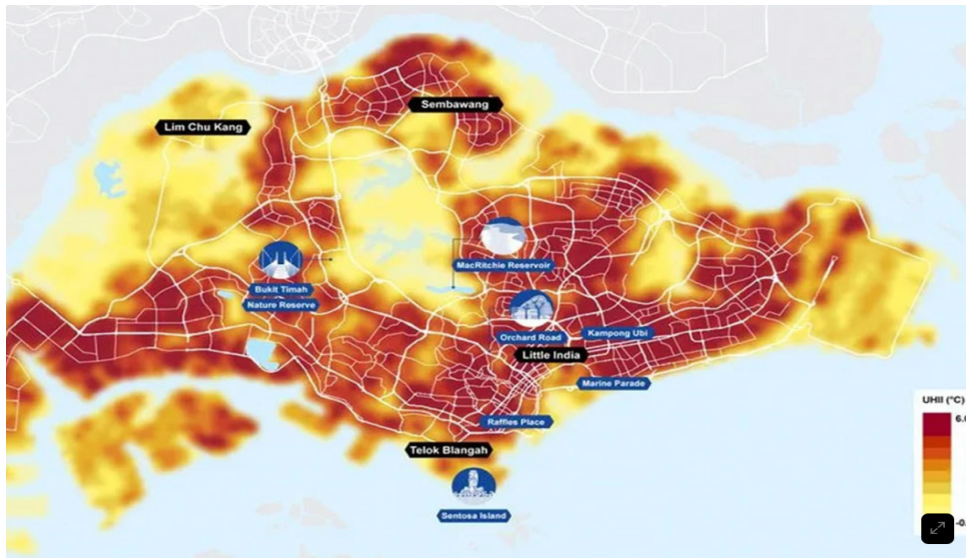 Sembawang
Lim Chu Kang
MacRitchie Reservoir
Bukit Timah
Nature Reserve
Orchard Road
Kampong Ubi
Little India
Marine Parade
UHII (°C)
Raffles Place
Telok Blangah
Sentosa Island